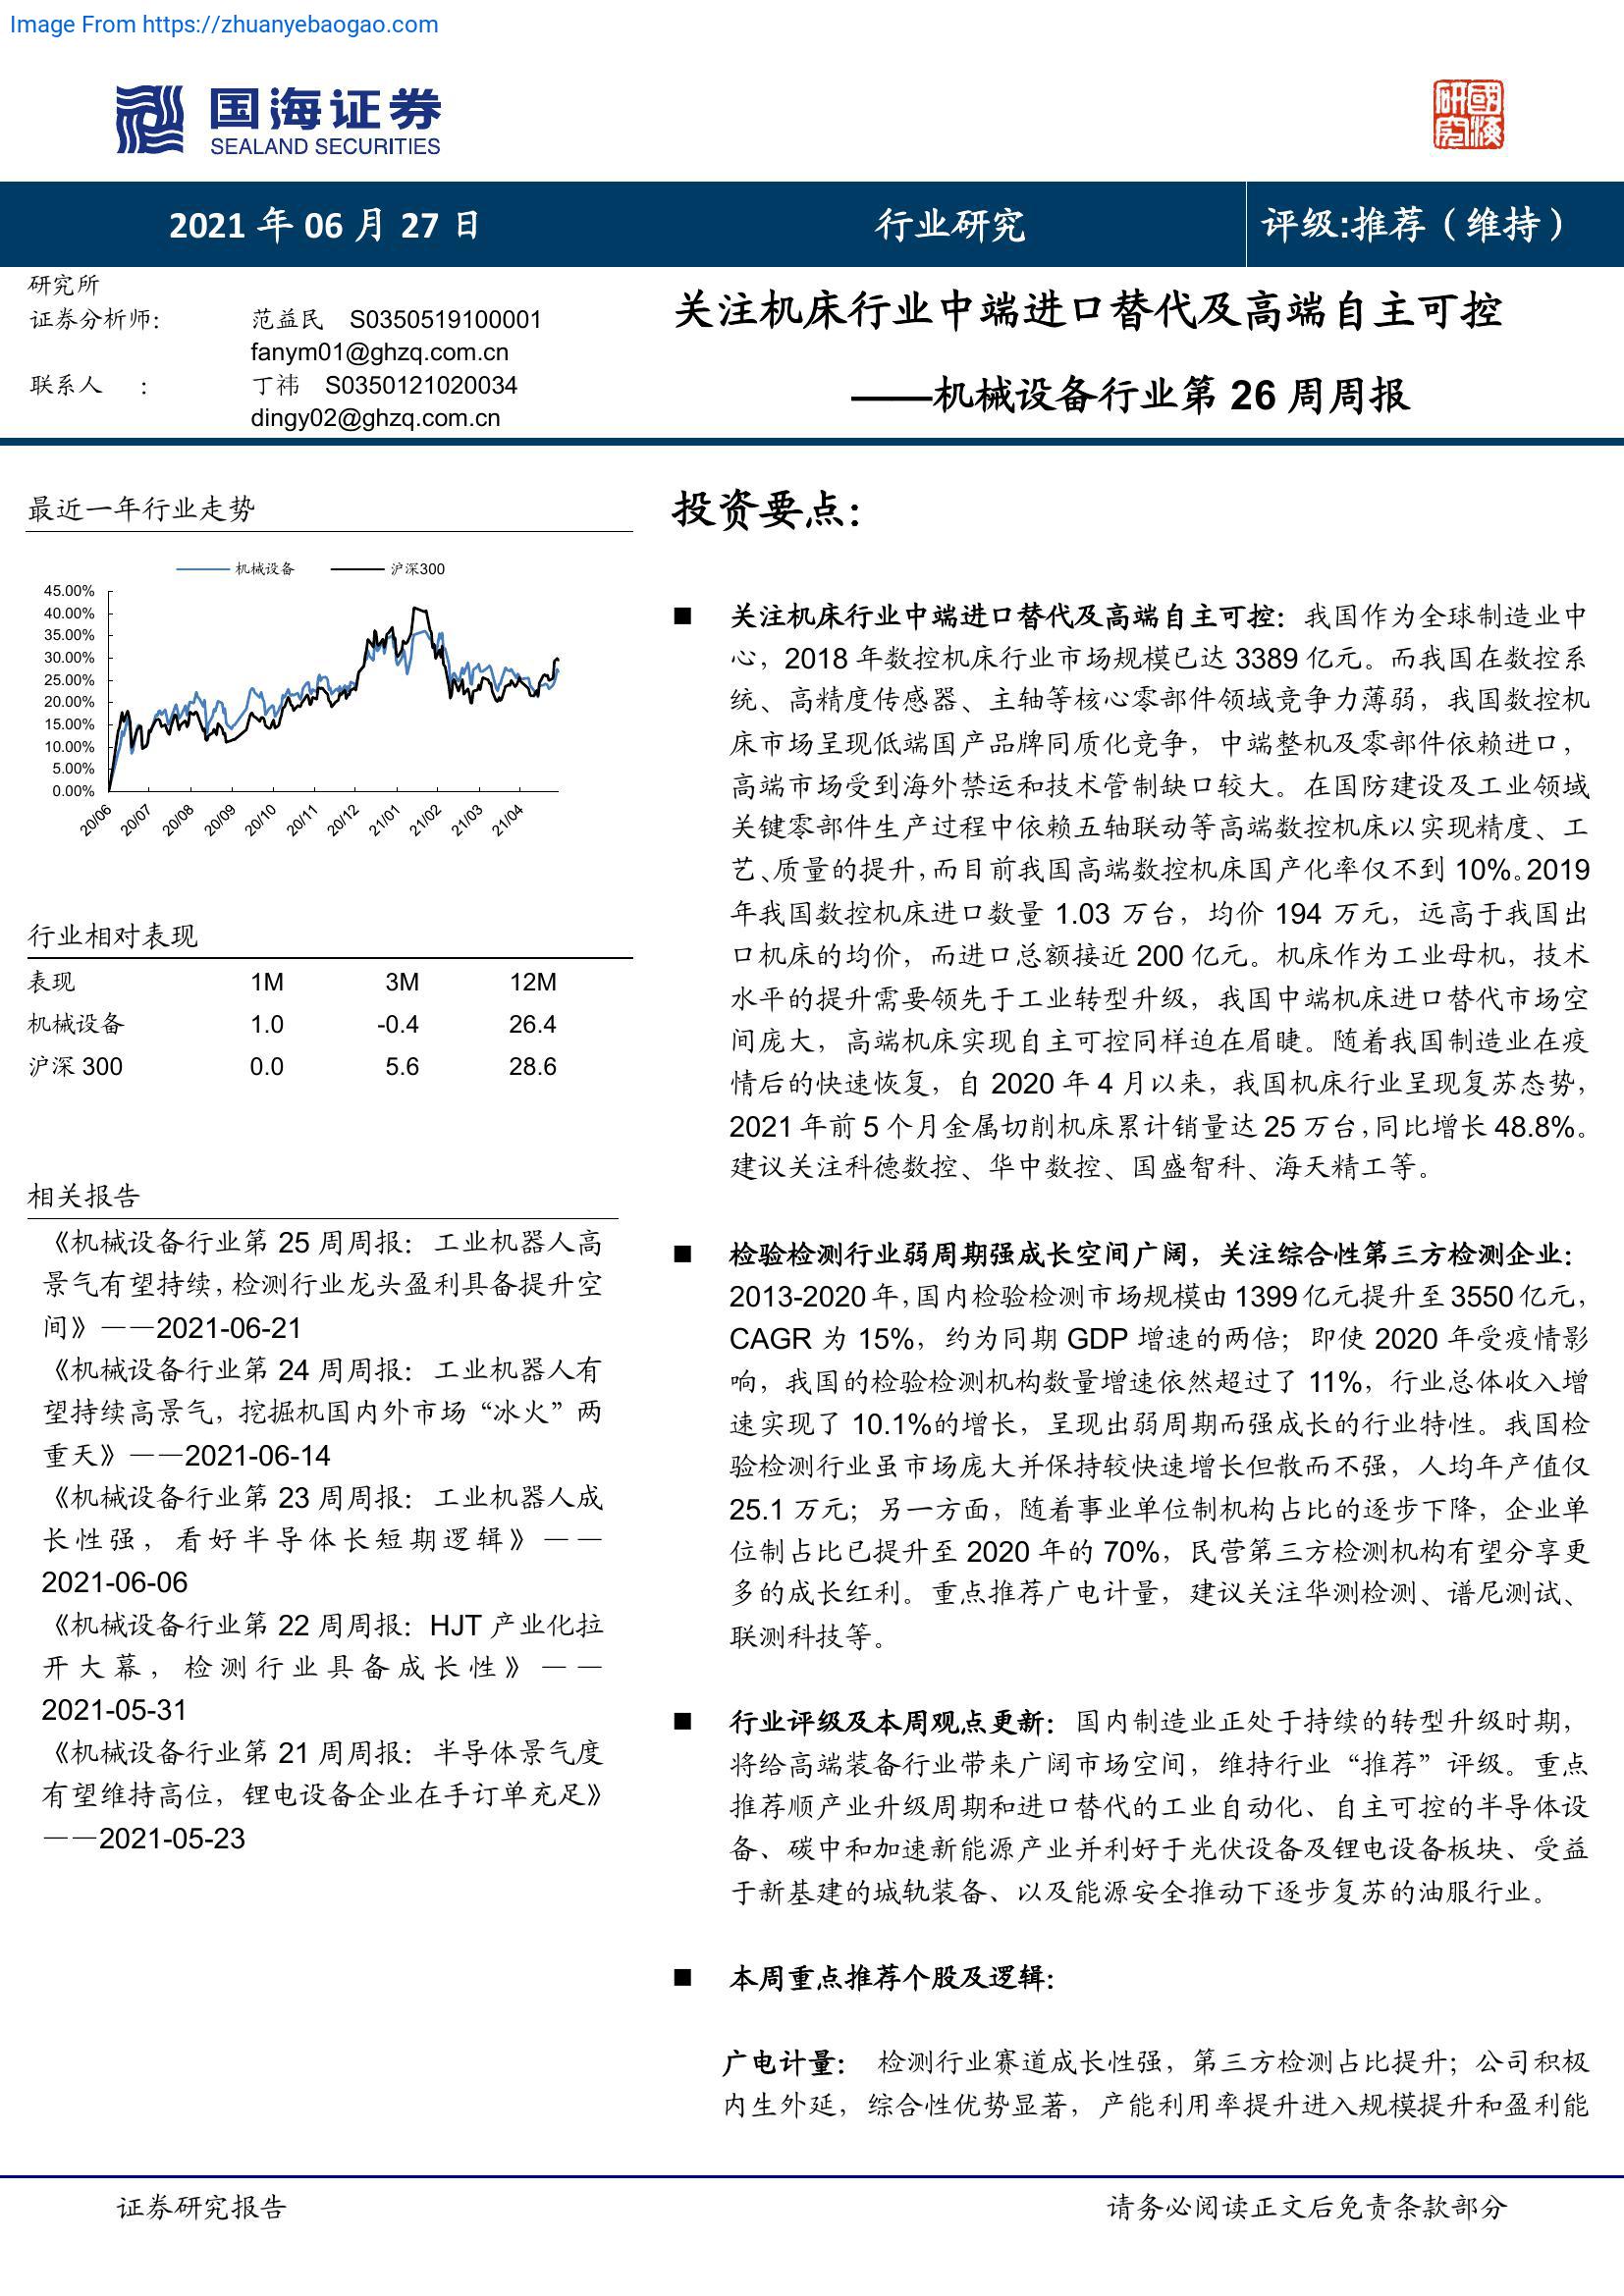 Image From https://zhuanyebaogao.com
国海证券
SEALAND SECURITIES
國海研究
2021 年 06 月 27 日
行业研究
评级:推荐（维持）
研究所
证券分析师： 范益民 S0350519100001
fanym01@ghzq.com.cn
联系人 ： 丁祎 S0350121020034
dingy02@ghzq.com.cn
关注机床行业中端进口替代及高端自主可控
——机械设备行业第 26 周周报
最近一年行业走势
机械设备 沪深300
45.00%
40.00%
35.00%
30.00%
25.00%
20.00%
15.00%
10.00%
5.00%
0.00%
20/06 20/07 20/08 20/09 20/10 20/11 20/12 21/01 21/02 21/03 21/04
行业相对表现
表现 1M 3M 12M
机械设备 1.0 -0.4 26.4
沪深 300 0.0 5.6 28.6
相关报告
《机械设备行业第 25 周周报：工业机器人高
景气有望持续，检测行业龙头盈利具备提升空
间》——2021-06-21
《机械设备行业第 24 周周报：工业机器人有
望持续高景气，挖掘机国内外市场“冰火”两
重天》——2021-06-14
《机械设备行业第 23 周周报：工业机器人成
长性强，看好半导体长短期逻辑》——
2021-06-06
《机械设备行业第 22 周周报：HJT 产业化拉
开大幕，检测行业具备成长性》——
2021-05-31
《机械设备行业第 21 周周报：半导体景气度
有望维持高位，锂电设备企业在手订单充足》
——2021-05-23
投资要点：
■ 关注机床行业中端进口替代及高端自主可控：我国作为全球制造业中
心，2018 年数控机床行业市场规模已达 3389 亿元。而我国在数控系
统、高精度传感器、主轴等核心零部件领域竞争力薄弱，我国数控机
床市场呈现低端国产品牌同质化竞争，中端整机及零部件依赖进口，
高端市场受到海外禁运和技术管制缺口较大。在国防建设及工业领域
关键零部件生产过程中依赖五轴联动等高端数控机床以实现精度、工
艺、质量的提升，而目前我国高端数控机床国产化率仅不到 10%。2019
年我国数控机床进口数量 1.03 万台，均价 194 万元，远高于我国出
口机床的均价，而进口总额接近 200 亿元。机床作为工业母机，技术
水平的提升需要领先于工业转型升级，我国中端机床进口替代市场空
间庞大，高端机床实现自主可控同样迫在眉睫。随着我国制造业在疫
情后的快速恢复，自 2020 年 4 月以来，我国机床行业呈现复苏态势，
2021 年前 5 个月金属切削机床累计销量达 25 万台，同比增长 48.8%。
建议关注科德数控、华中数控、国盛智科、海天精工等。
■ 检验检测行业弱周期强成长空间广阔，关注综合性第三方检测企业：
2013-2020 年，国内检验检测市场规模由 1399 亿元提升至 3550 亿元，
CAGR 为 15%，约为同期 GDP 增速的两倍；即使 2020 年受疫情影
响，我国的检验检测机构数量增速依然超过了 11%，行业总体收入增
速实现了 10.1%的增长，呈现出弱周期而强成长的行业特性。我国检
验检测行业虽市场庞大并保持较快速增长但散而不强，人均年产值仅
25.1 万元；另一方面，随着事业单位制机构占比的逐步下降，企业单
位制占比已提升至 2020 年的 70%，民营第三方检测机构有望分享更
多的成长红利。重点推荐广电计量，建议关注华测检测、谱尼测试、
联测科技等。
■ 行业评级及本周观点更新：国内制造业正处于持续的转型升级时期，
将给高端装备行业带来广阔市场空间，维持行业“推荐”评级。重点
推荐顺产业升级周期和进口替代的工业自动化、自主可控的半导体设
备、碳中和加速新能源产业并利好于光伏设备及锂电设备板块、受益
于新基建的城轨装备、以及能源安全推动下逐步复苏的油服行业。
■ 本周重点推荐个股及逻辑：
广电计量： 检测行业赛道成长性强，第三方检测占比提升；公司积极
内生外延，综合性优势显著，产能利用率提升进入规模提升和盈利能
证券研究报告
请务必阅读正文后免责条款部分